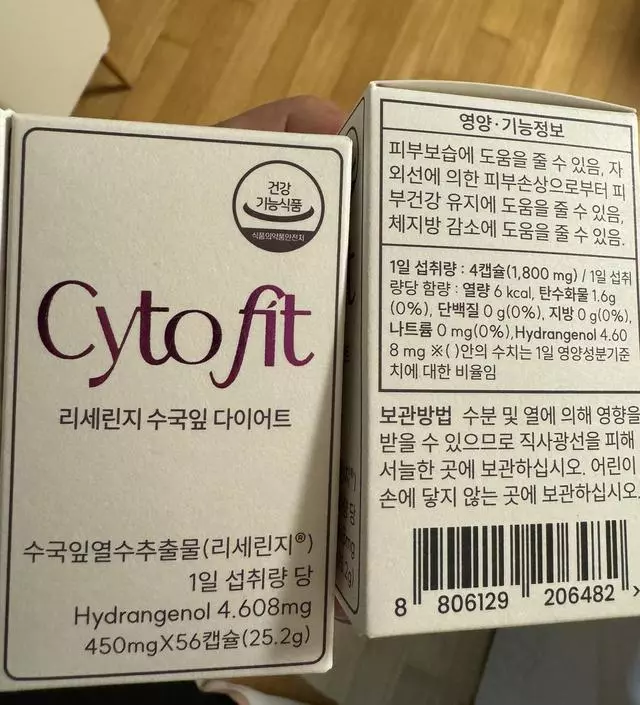 건강
기능식품
식품의약품안전처
Cytofit
리세린지 수국잎 다이어트
수국잎열수추출물(리세린지®)
1일 섭취량 당
Hydrangenol 4.608mg
450mgX56캡슐(25.2g)
영양·기능정보
피부보습에 도움을 줄 수 있음, 자
외선에 의한 피부손상으로부터 피
부건강 유지에 도움을 줄 수 있음,
체지방 감소에 도움을 줄 수 있음.
1일 섭취량 : 4캡슐(1,800 mg) / 1일 섭취
량당 함량 : 열량 6 kcal, 탄수화물 1.6g
(0%), 단백질 0 g(0%), 지방 0 g(0%),
나트륨 0 mg(0%),Hydrangenol 4.60
8 mg ※( )안의 수치는 1일 영양성분기준
치에 대한 비율임
보관방법 수분 및 열에 의해 영향을
받을 수 있으므로 직사광선을 피해
서늘한 곳에 보관하십시오. 어린이
손에 닿지 않는 곳에 보관하십시오.
8 806129 206482 >